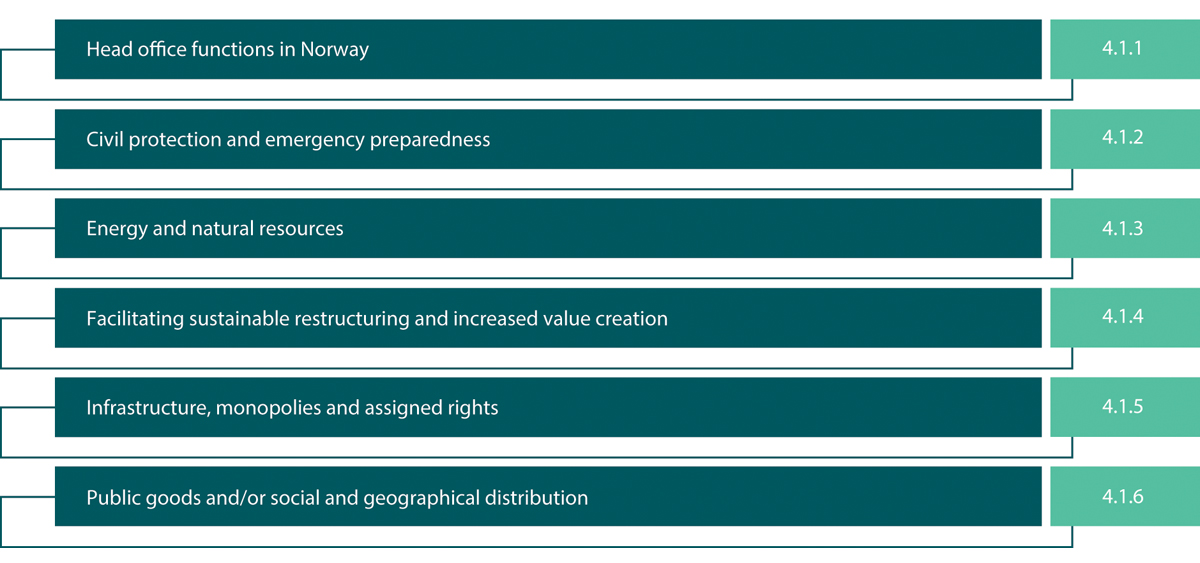 Head office functions in Norway 4.1.1
Civil protection and emergency preparedness 4.1.2
Energy and natural resources 4.1.3
Facilitating sustainable restructuring and increased value creation 4.1.4
Infrastructure, monopolies and assigned rights 4.1.5
Public goods and/or social and geographical distribution 4.1.6